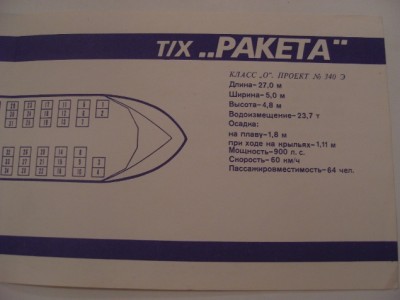 Т/Х „РАКЕТА"
КЛАСС „О". ПРОЕКТ № 340 Э
Длина–27,0 м
Ширина–5,0 м
Высота–4,8 м
Водоизмещение–23,7 т
Осадка:
на плаву–1,8 м
при ходе на крыльях–1,11 м
Мощность–900 л. с.
Скорость–60 км/ч
Пассажировместимость–64 чел.